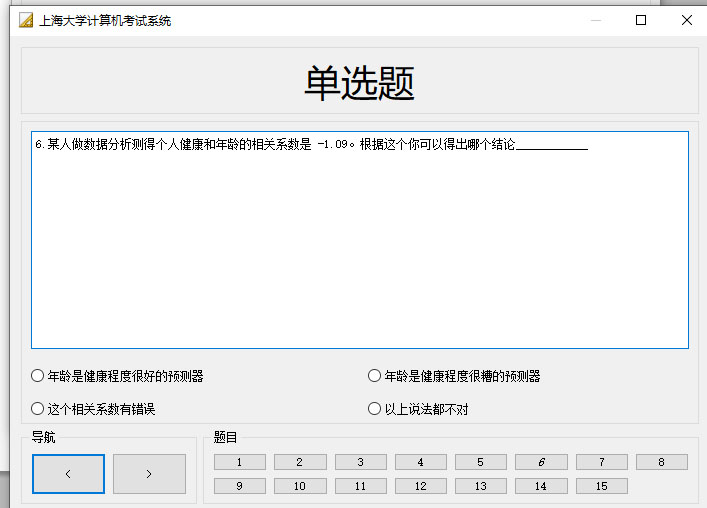 上海大学计算机考试系统
单选题
6.某人做数据分析测得个人健康和年龄的相关系数是 -1.09。根据这个你可以得出哪个结论____________
年龄是健康程度很好的预测器 年龄是健康程度很槽的预测器
这个相关系数有错误 以上说法都不对
导航 题目
< > 1 2 3 4 5 6 7 8
9 10 11 12 13 14 15